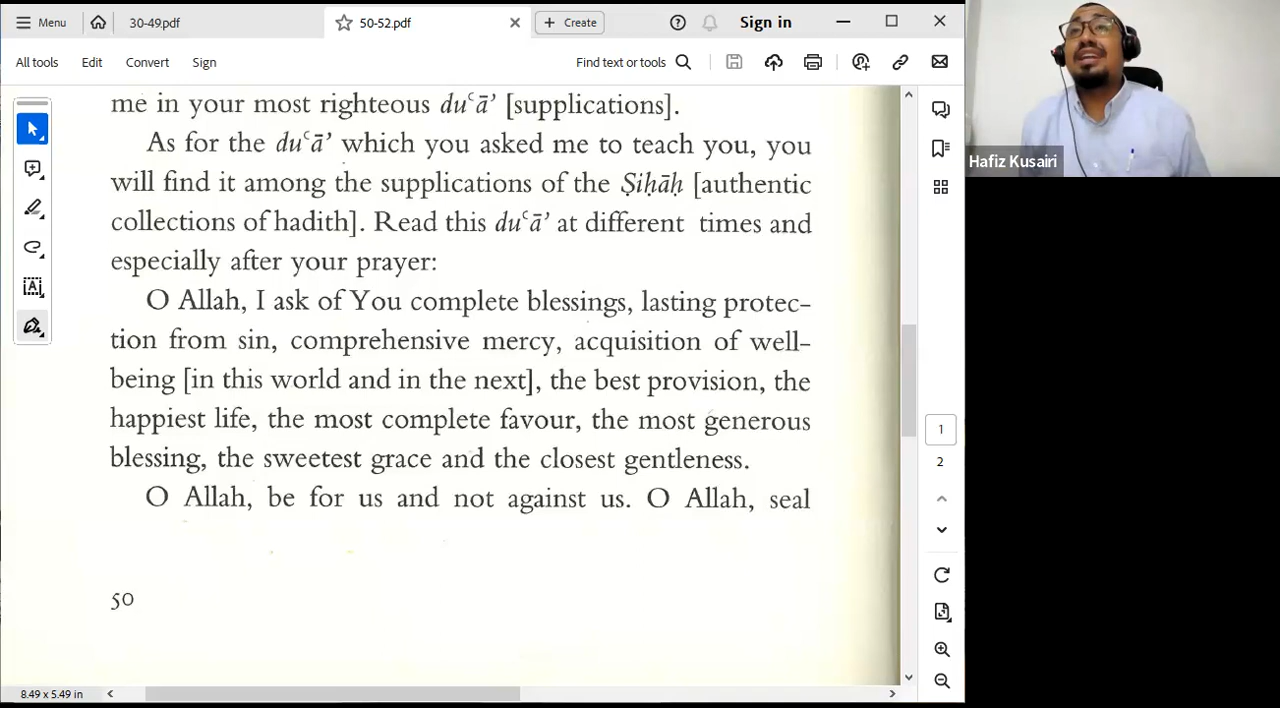 Menu
30-49.pdf
50-52.pdf
Create
Sign in
All tools
Edit
Convert
Sign
Find text or tools
me in your most righteous duʿā’ [supplications].
As for the duʿā’ which you asked me to teach you, you
will find it among the supplications of the Ṣiḥāḥ [authentic
collections of hadith]. Read this duʿā’ at different times and
especially after your prayer:
O Allah, I ask of You complete blessings, lasting protec-
tion from sin, comprehensive mercy, acquisition of well-
being [in this world and in the next], the best provision, the
happiest life, the most complete favour, the most generous
blessing, the sweetest grace and the closest gentleness.
O Allah, be for us and not against us. O Allah, seal
50
8.49 x 5.49 in
1
2
Hafiz Kusairi